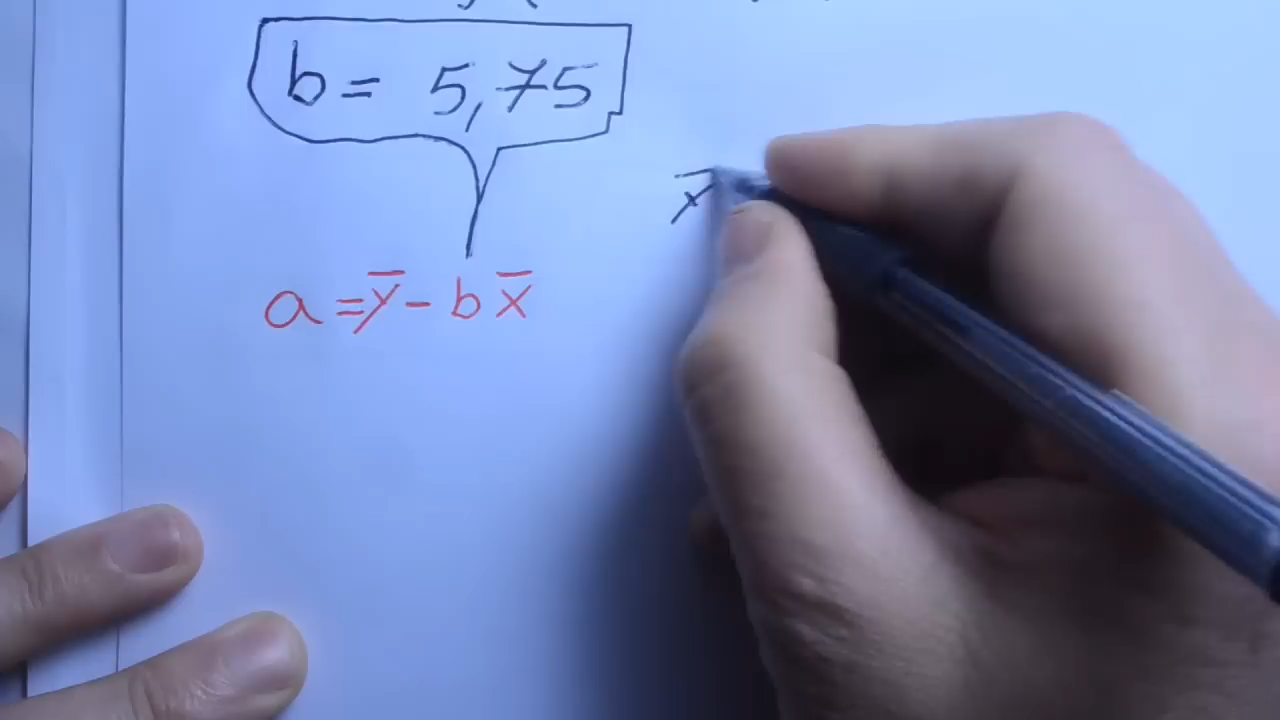 b = 5,75
x̄
a = ȳ - b x̄